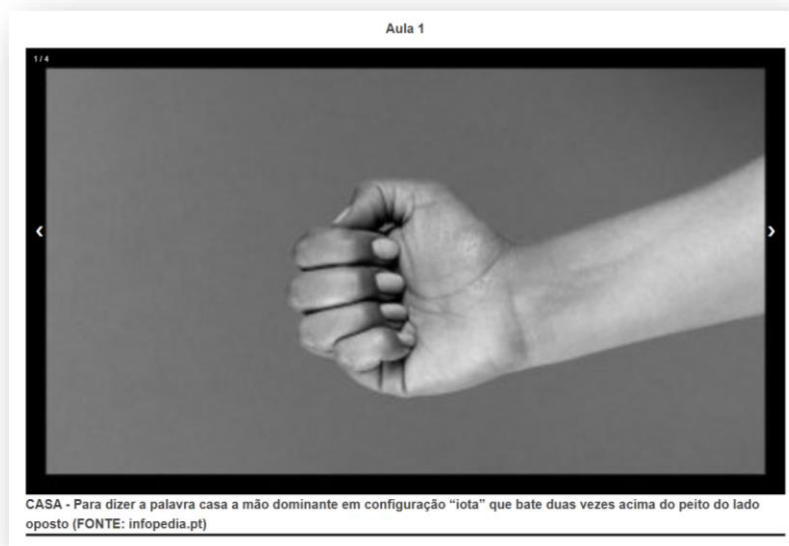 Aula 1
1 / 4
❮ ❯
CASA - Para dizer a palavra casa a mão dominante em configuração “iota” que bate duas vezes acima do peito do lado
oposto (FONTE: infopedia.pt)